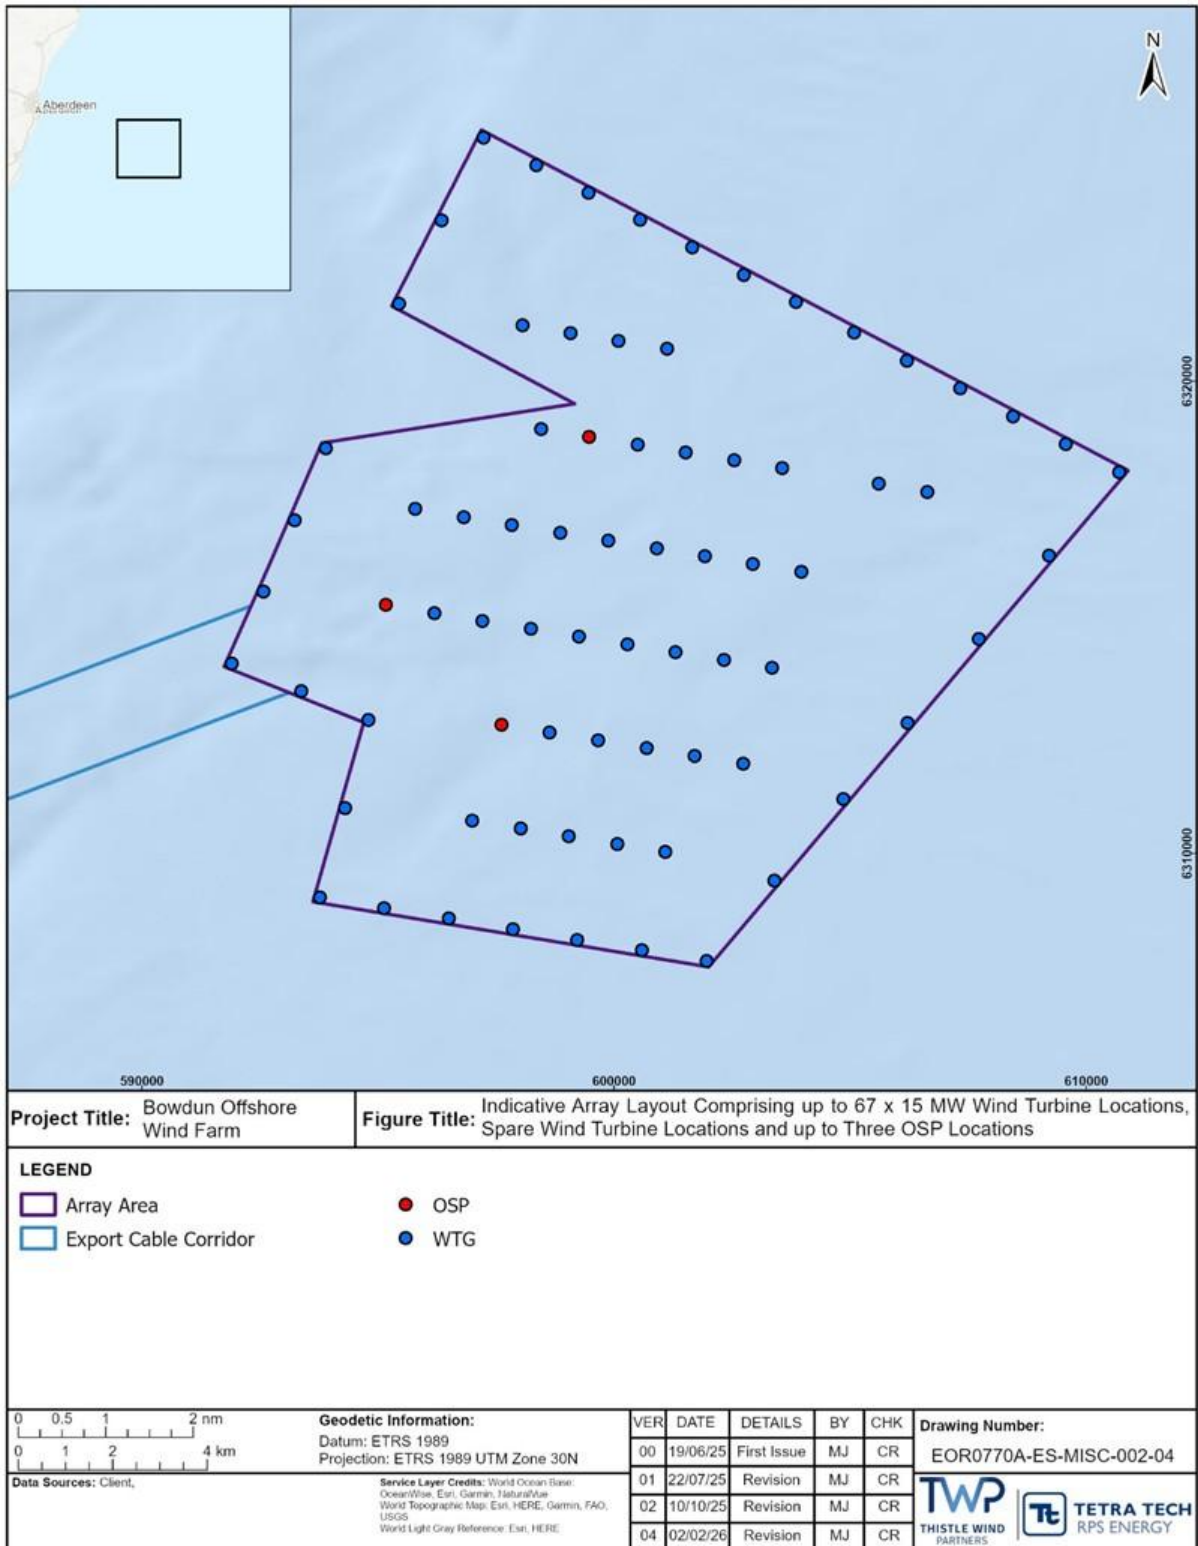 Aberdeen
Aberdeen
N
6320000
6310000
590000
600000
610000
Project Title: Bowdun Offshore
Wind Farm
Figure Title: Indicative Array Layout Comprising up to 67 x 15 MW Wind Turbine Locations,
Spare Wind Turbine Locations and up to Three OSP Locations
LEGEND
Array Area
Export Cable Corridor
OSP
WTG
0 0.5 1 2 nm
0 1 2 4 km
Geodetic Information:
Datum: ETRS 1989
Projection: ETRS 1989 UTM Zone 30N
Data Sources: Client,
Service Layer Credits: World Ocean Base:
OceanWise, Esri, Garmin, NaturalVue
World Topographic Map: Esri, HERE, Garmin, FAO,
USGS
World Light Gray Reference: Esri, HERE
VER DATE DETAILS BY CHK
00 19/06/25 First Issue MJ CR
01 22/07/25 Revision MJ CR
02 10/10/25 Revision MJ CR
04 02/02/26 Revision MJ CR
Drawing Number:
EOR0770A-ES-MISC-002-04
TWP
THISTLE WIND
PARTNERS
Tt
TETRA TECH
RPS ENERGY